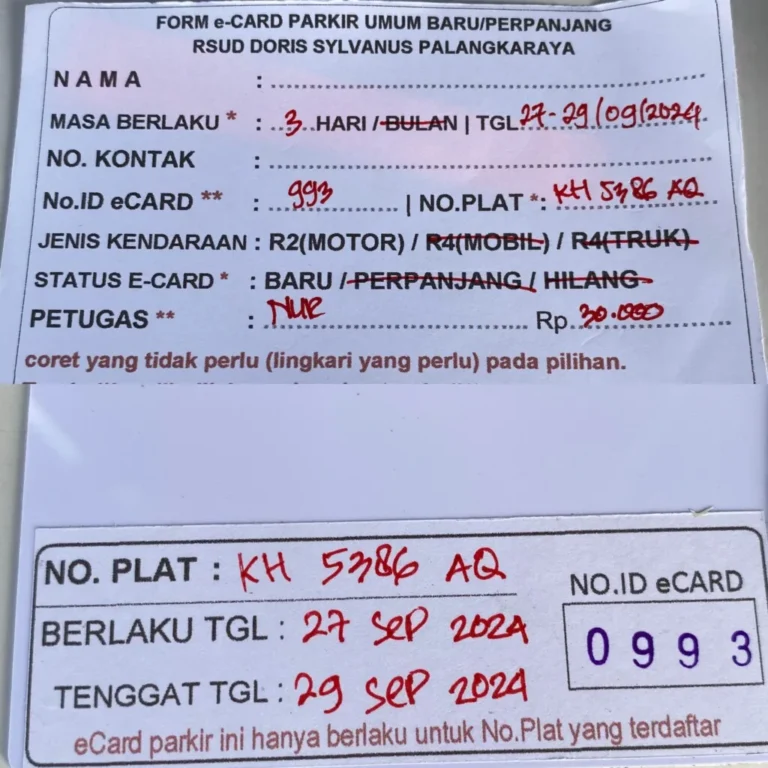 FORM e-CARD PARKIR UMUM BARU/PERPANJANG
RSUD DORIS SYLVANUS PALANGKARAYA
NAMA : ........................................
MASA BERLAKU * : ..3.. HARI / BULAN | TGL 27-29/09/2024
NO. KONTAK : ........................................
No.ID eCARD ** : ....993.......... | NO.PLAT *: KH 5386 AQ
JENIS KENDARAAN : R2(MOTOR) / R4(MOBIL) / R4(TRUK)
STATUS E-CARD * : BARU / PERPANJANG / HILANG
PETUGAS ** : NUR .................... Rp. 30.000
coret yang tidak perlu (lingkari yang perlu) pada pilihan.
NO. PLAT : KH 5386 AQ
NO.ID eCARD
BERLAKU TGL : 27 SEP 2024
0993
TENGGAT TGL : 29 SEP 2024
eCard parkir ini hanya berlaku untuk No.Plat yang terdaftar